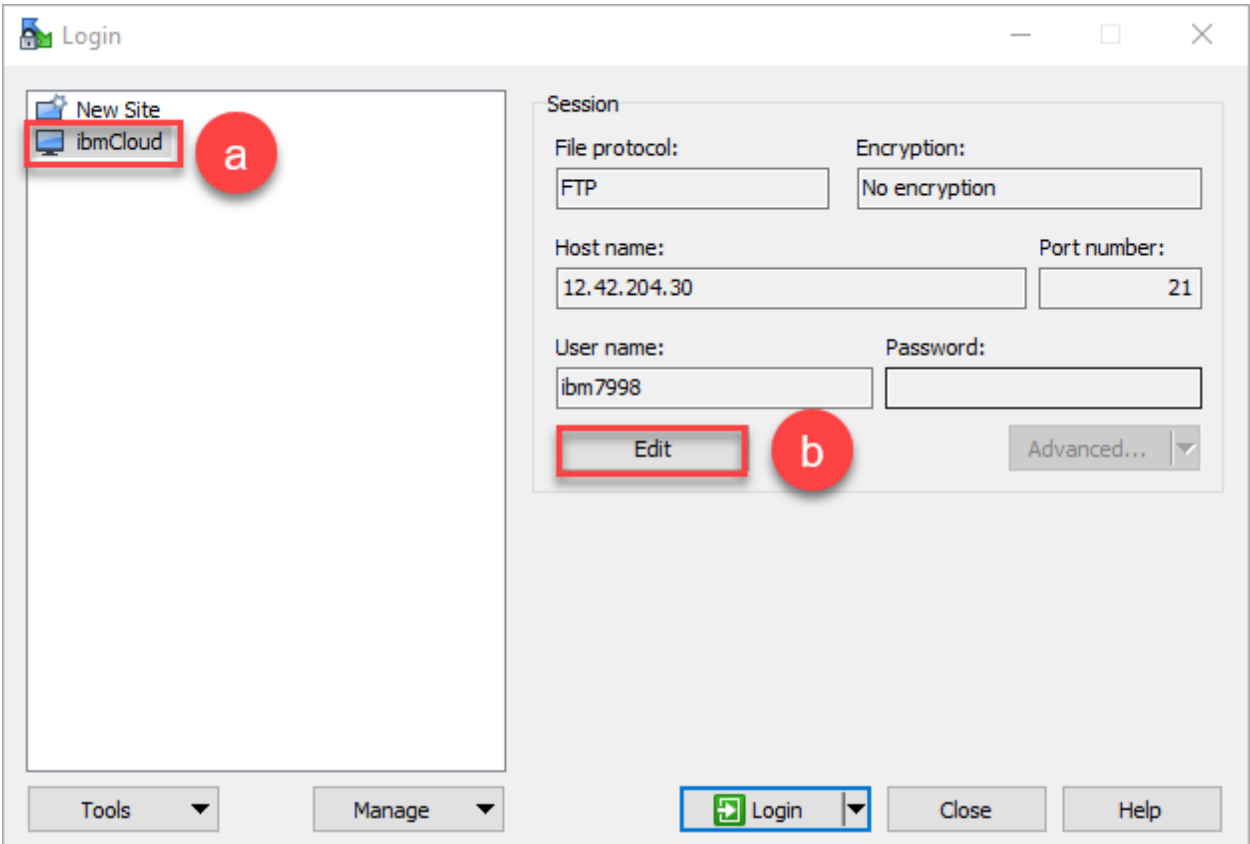 Login
New Site
ibmCloud
a
Session
File protocol:
Encryption:
FTP
No encryption
Host name:
Port number:
12.42.204.30
21
User name:
Password:
ibm7998
Edit
b
Advanced...
Tools
Manage
Login
Close
Help